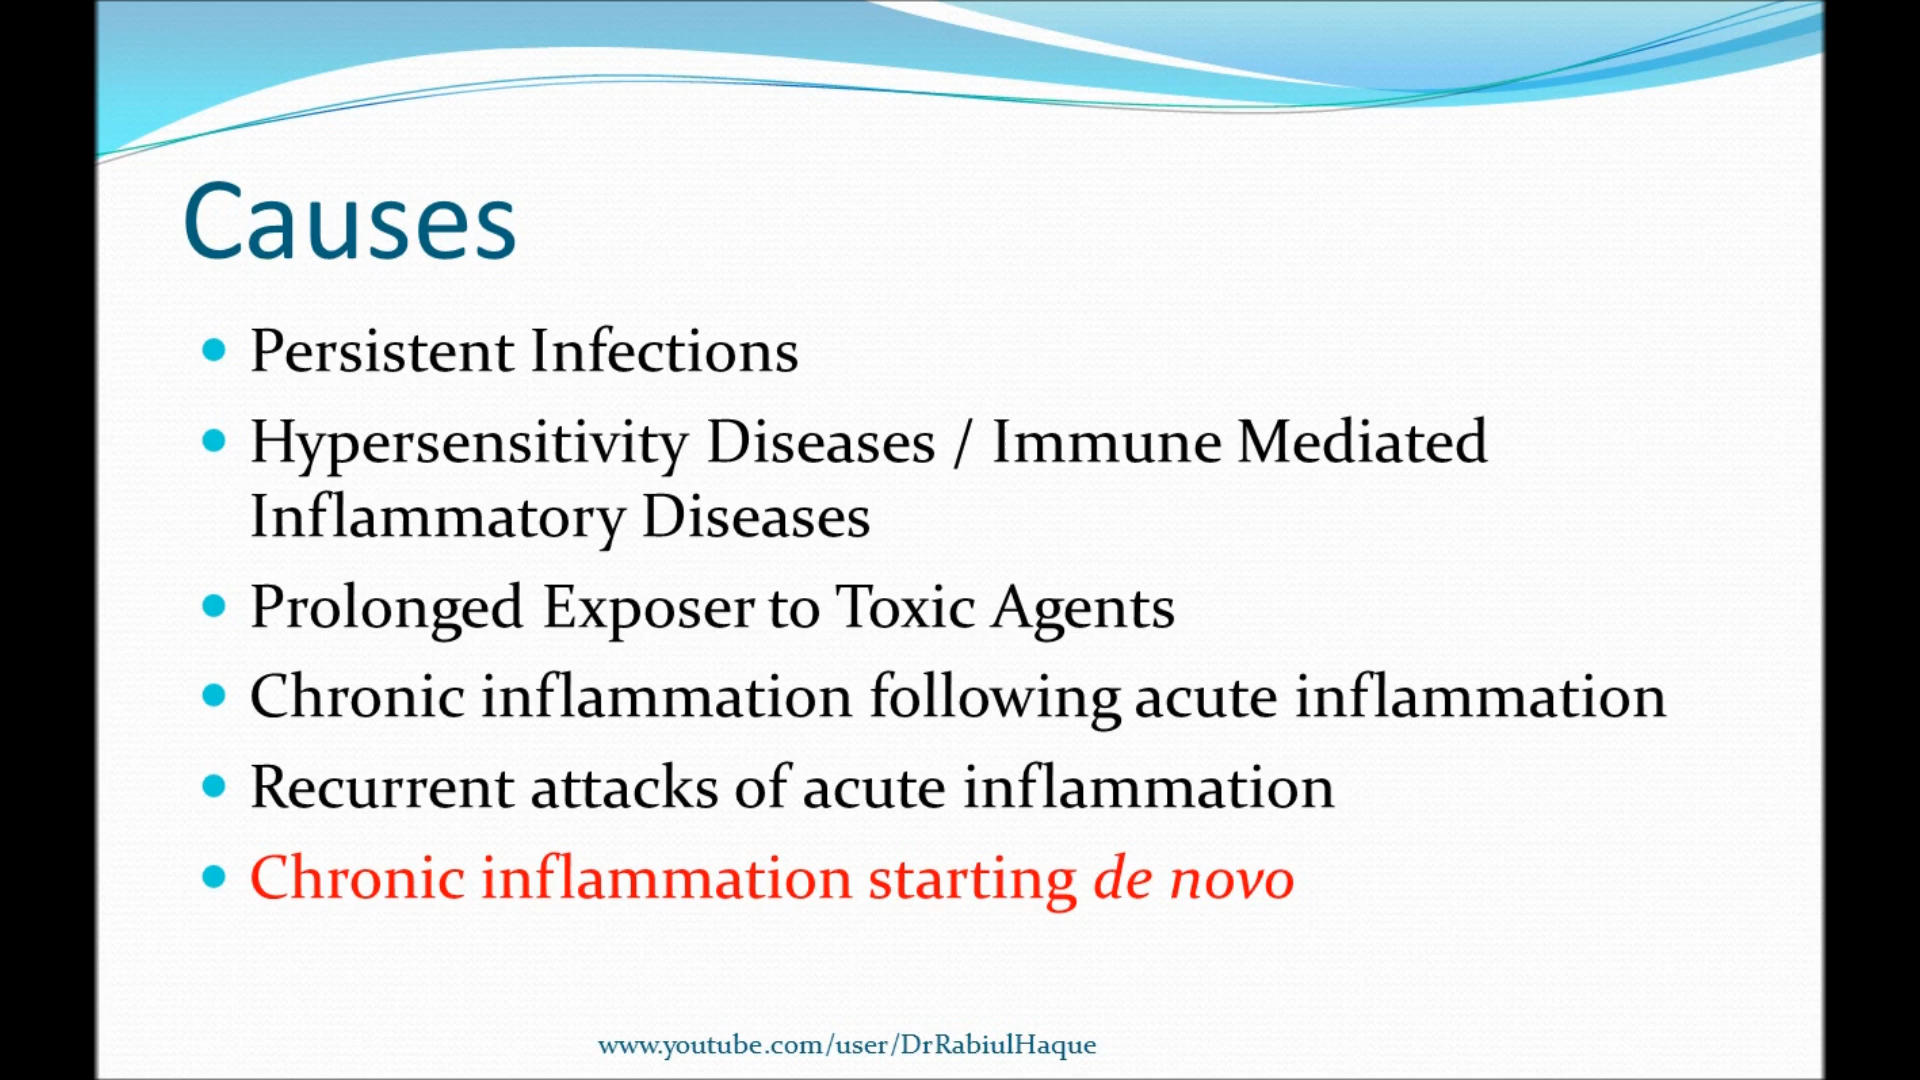 Causes
Persistent Infections
Hypersensitivity Diseases / Immune Mediated
Inflammatory Diseases
Prolonged Exposer to Toxic Agents
Chronic inflammation following acute inflammation
Recurrent attacks of acute inflammation
Chronic inflammation starting de novo
www.youtube.com/user/DrRabiulHaque